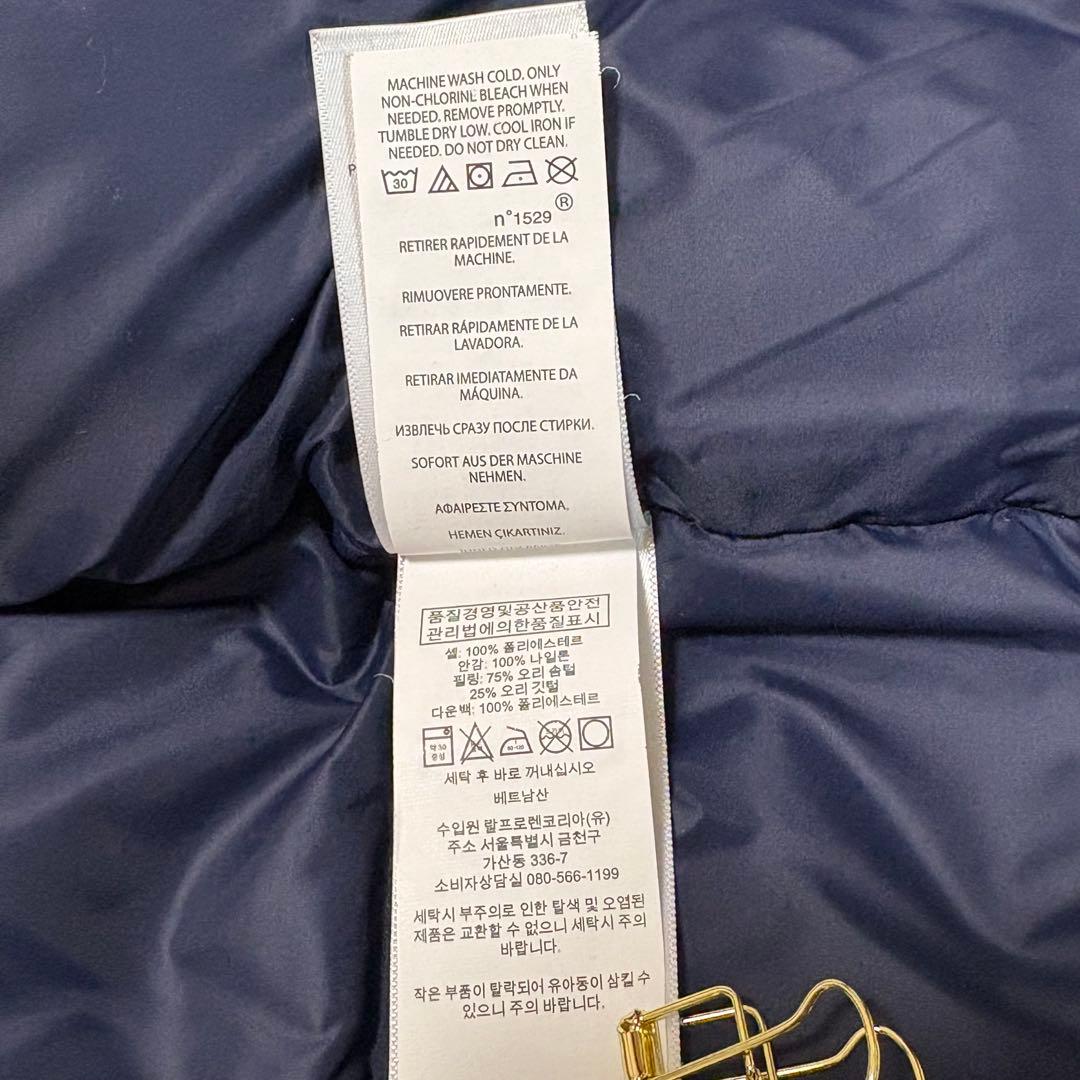 MACHINE WASH COLD. ONLY
NON-CHLORINE BLEACH WHEN
NEEDED. REMOVE PROMPTLY.
TUMBLE DRY LOW. COOL IRON IF
NEEDED. DO NOT DRY CLEAN.
30
®
n°1529
RETIRER RAPIDEMENT DE LA
MACHINE.
RIMUOVERE PRONTAMENTE.
RETIRAR RÁPIDAMENTE DE LA
LAVADORA.
RETIRAR IMEDIATAMENTE DA
MÁQUINA.
ИЗВЛЕЧЬ СРАЗУ ПОСЛЕ СТИРКИ.
SOFORT AUS DER MASCHINE
NEHMEN.
ΑΦΑΙΡΕΣΤΕ ΣΥΝΤΟΜΑ.
HEMEN ÇIKARTINIZ.
품질경영및공산품안전
관리법에의한품질표시
셸: 100% 폴리에스테르
안감: 100% 나일론
필링: 75% 오리 솜털
25% 오리 깃털
다운백: 100% 폴리에스테르
약 30
중성
80-120
세탁 후 바로 꺼내십시오
베트남산
수입원 랄프로렌코리아(유)
주소 서울특별시 금천구
가산동 336-7
소비자상담실 080-566-1199
세탁시 부주의로 인한 탈색 및 오염된
제품은 교환할 수 없으니 세탁시 주의
바랍니다.
작은 부품이 탈락되어 유아동이 삼킬 수
있으니 주의 바랍니다.